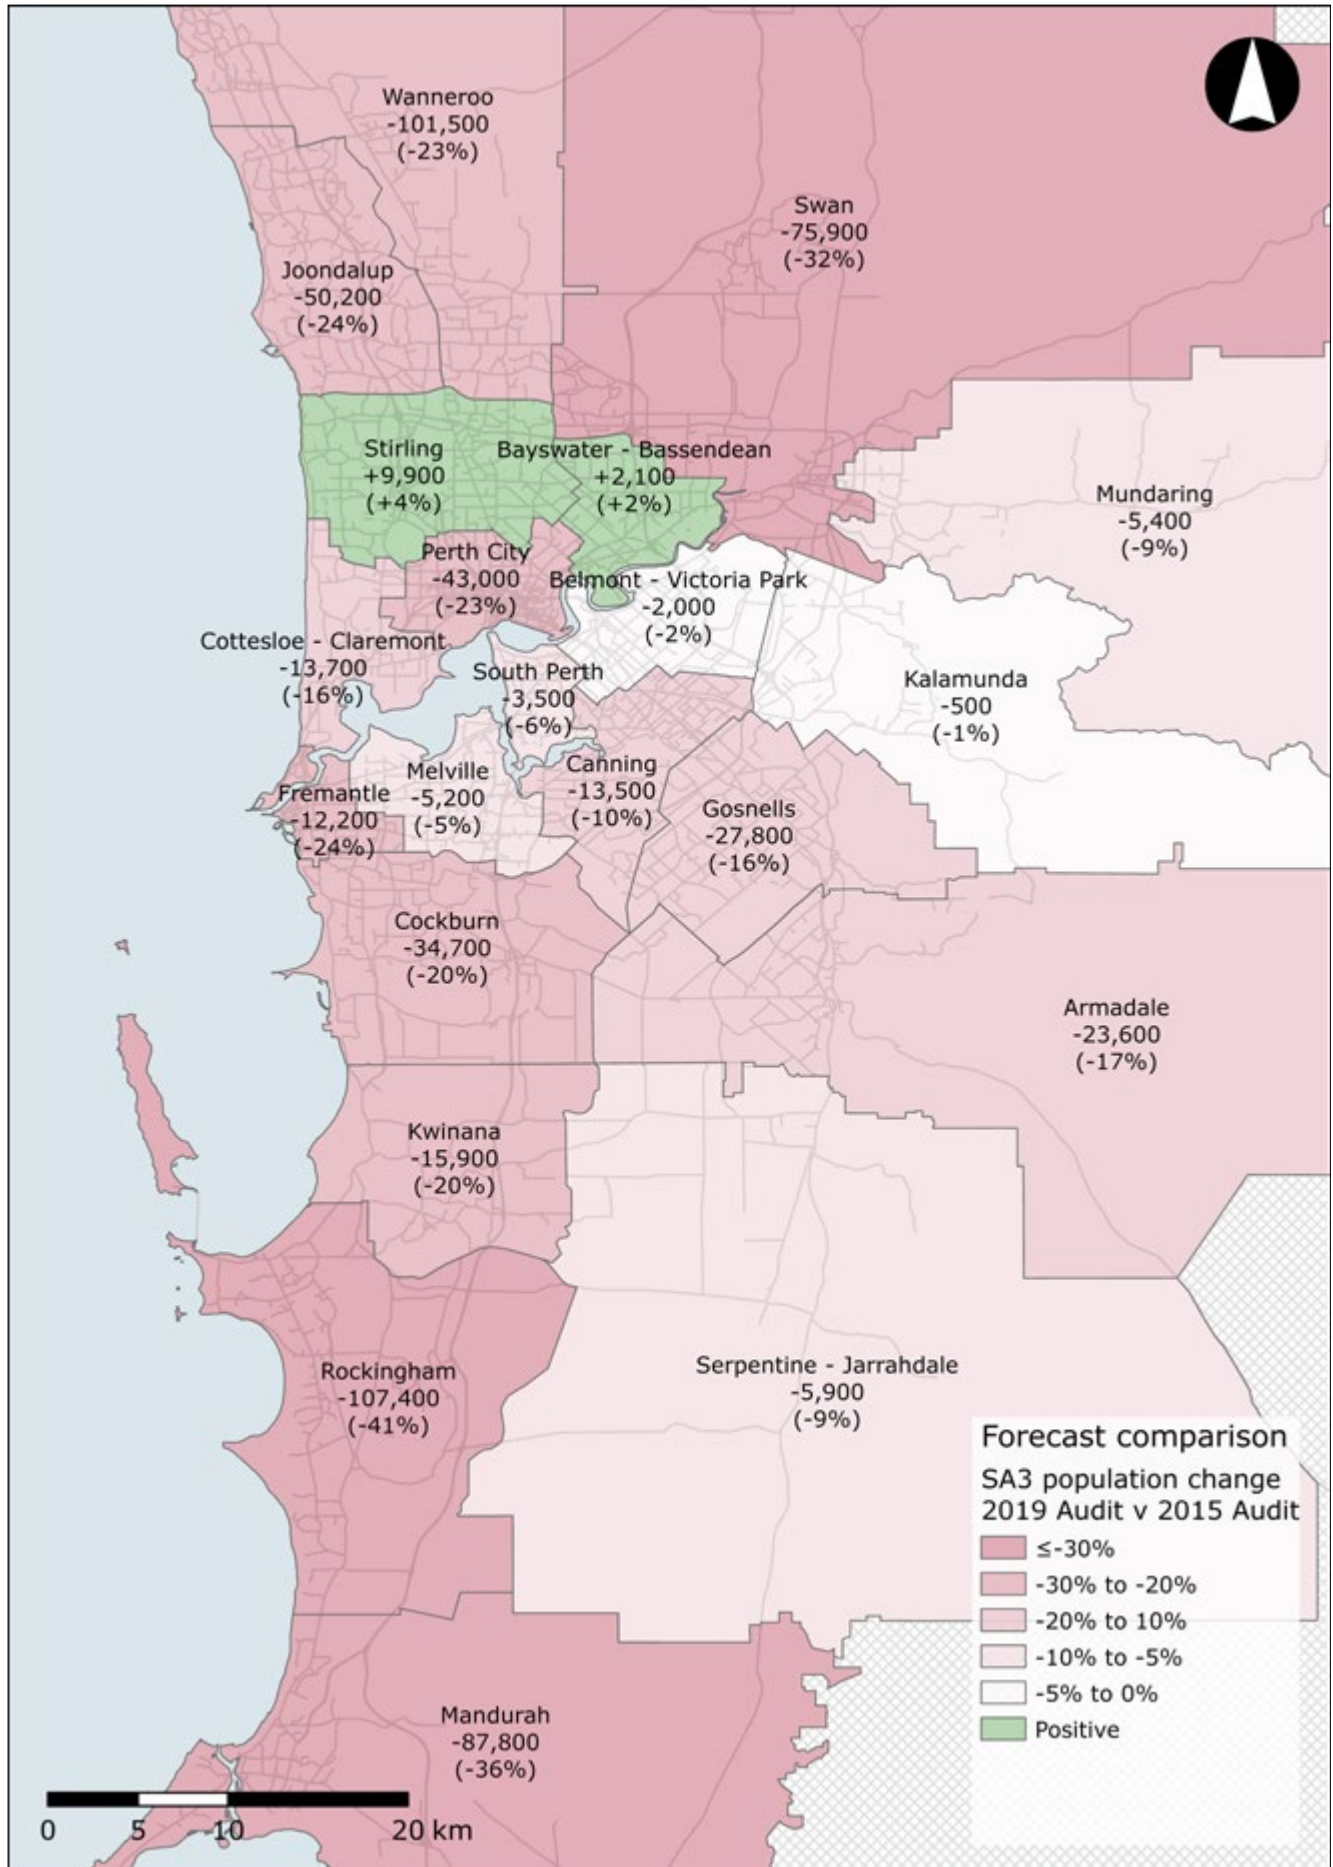 Wanneroo
-101,500
(-23%)
Swan
-75,900
(-32%)
Joondalup
-50,200
(-24%)
Stirling
+9,900
(+4%)
Bayswater - Bassendean
+2,100
(+2%)
Mundaring
-5,400
(-9%)
Perth City
-43,000
(-23%)
Belmont - Victoria Park
-2,000
(-2%)
Cottesloe - Claremont
-13,700
(-16%)
South Perth
-3,500
(-6%)
Kalamunda
-500
(-1%)
Melville
-5,200
(-5%)
Canning
-13,500
(-10%)
Fremantle
-12,200
(-24%)
Gosnells
-27,800
(-16%)
Cockburn
-34,700
(-20%)
Armadale
-23,600
(-17%)
Kwinana
-15,900
(-20%)
Rockingham
-107,400
(-41%)
Serpentine - Jarrahdale
-5,900
(-9%)
Mandurah
-87,800
(-36%)
Forecast comparison
SA3 population change
2019 Audit v 2015 Audit
≤-30%
-30% to -20%
-20% to 10%
-10% to -5%
-5% to 0%
Positive
0 5 10 20 km